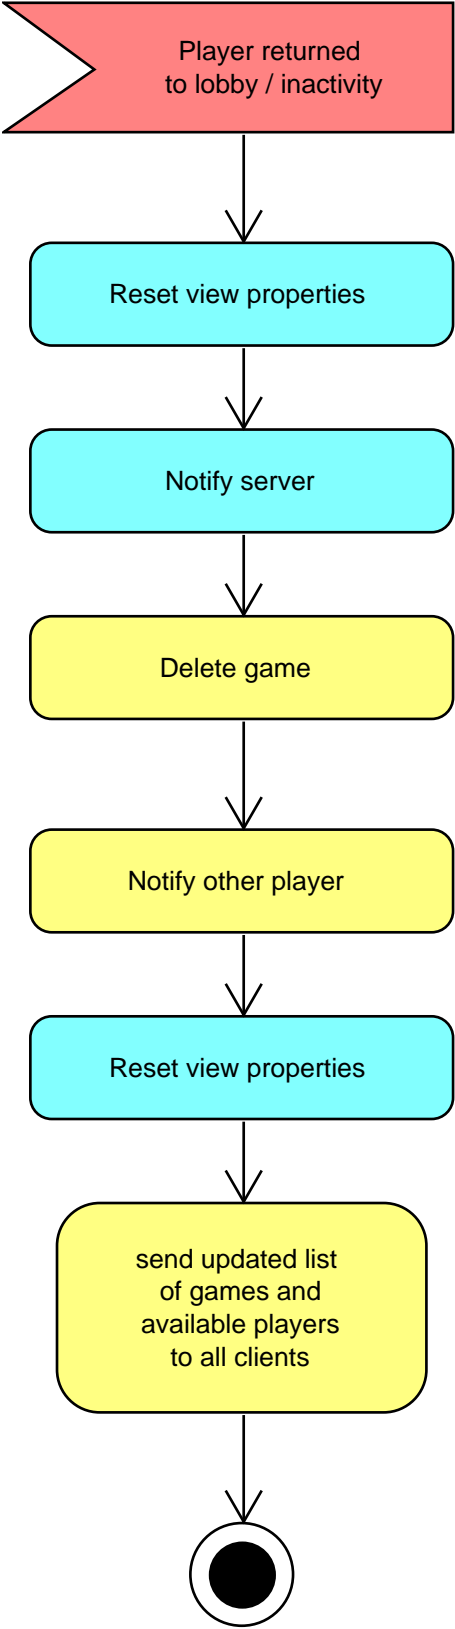 Player returned
to lobby / inactivity
Reset view properties
Notify server
Delete game
Notify other player
Reset view properties
send updated list
of games and
available players
to all clients